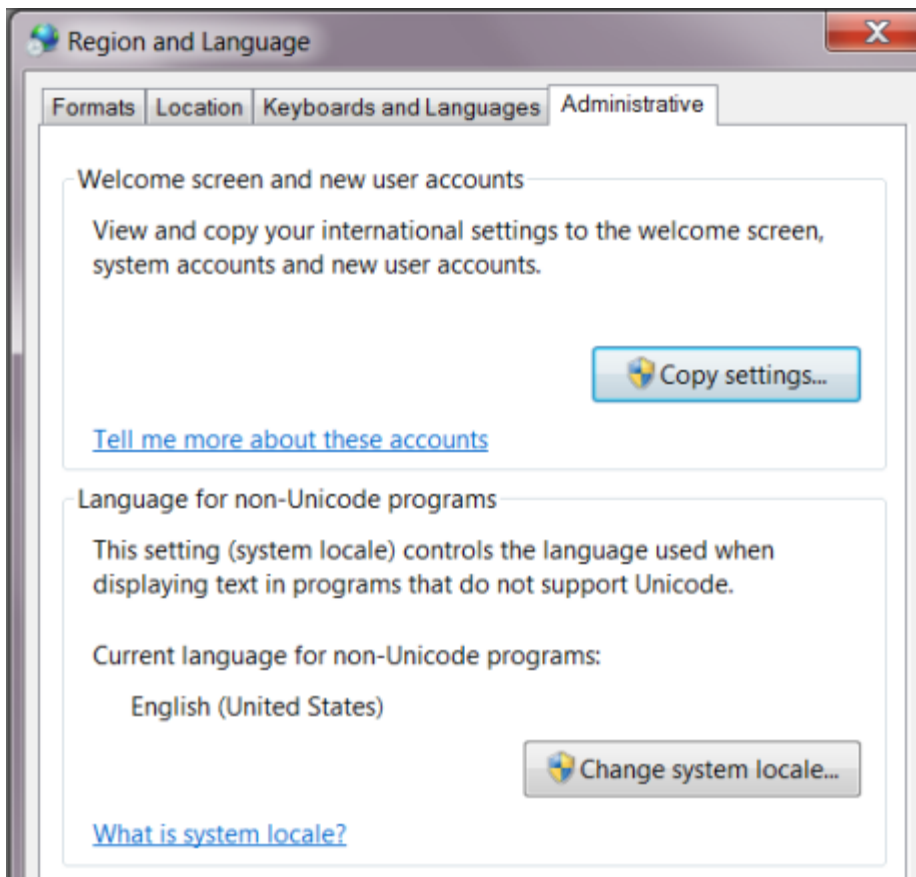 Region and Language
Formats Location Keyboards and Languages Administrative
Welcome screen and new user accounts
View and copy your international settings to the welcome screen,
system accounts and new user accounts.
Copy settings...
Tell me more about these accounts
Language for non-Unicode programs
This setting (system locale) controls the language used when
displaying text in programs that do not support Unicode.
Current language for non-Unicode programs:
English (United States)
Change system locale...
What is system locale?